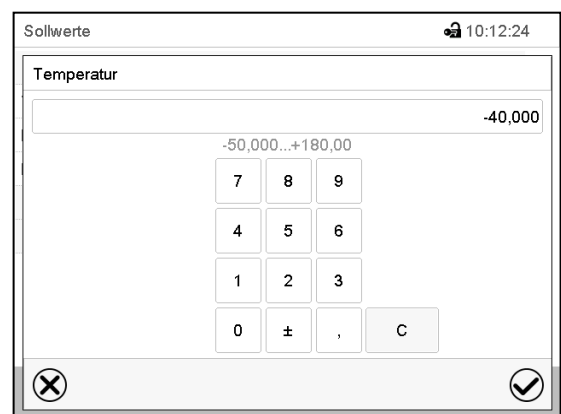 Sollwerte 10:12:24
Temperatur
-40,000
-50,000...+180,00
7 8 9
4 5 6
1 2 3
0 ± , C